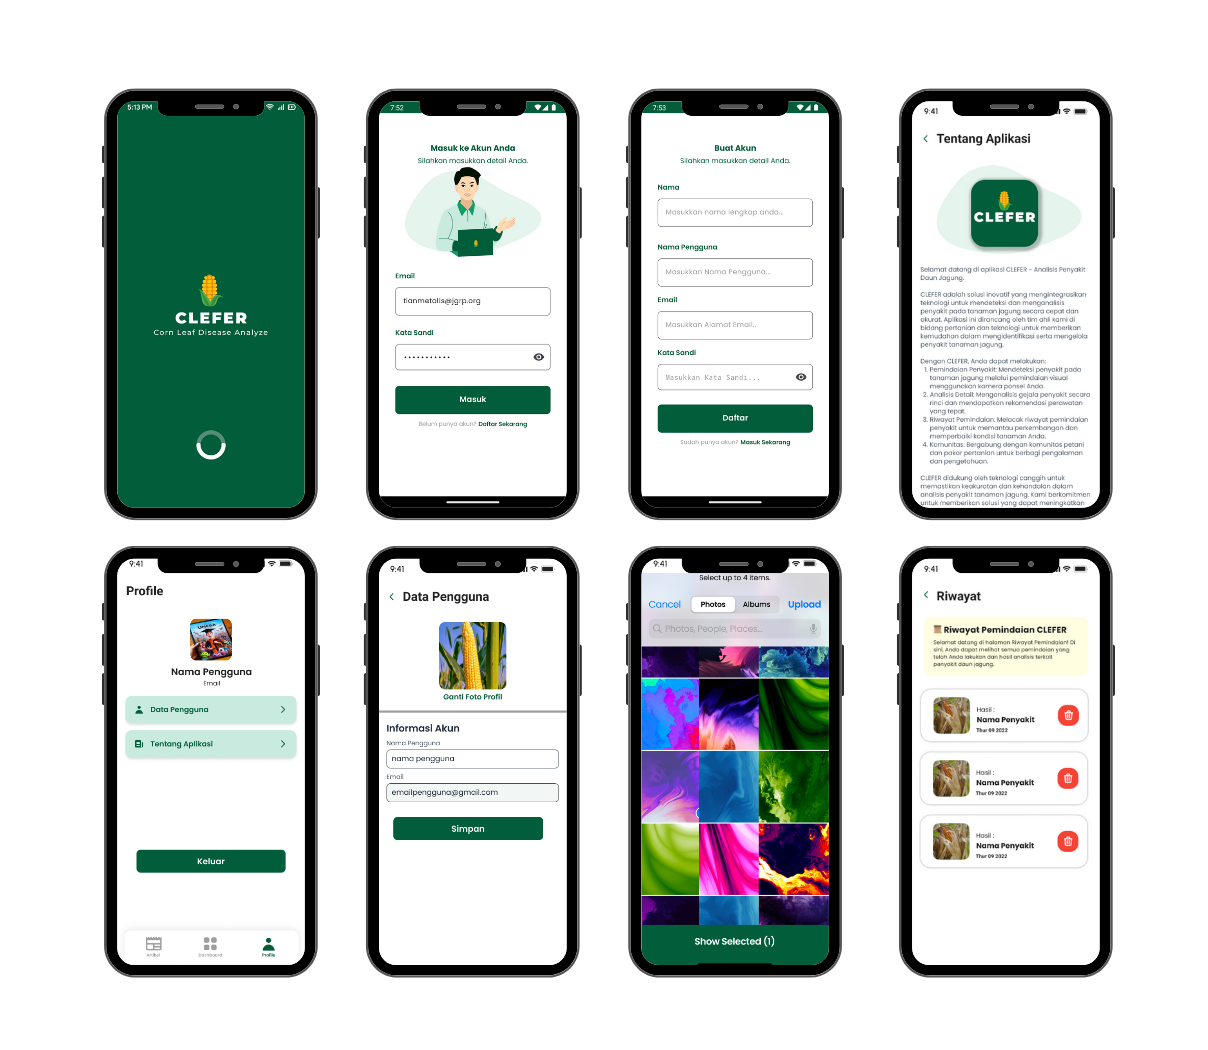 5:13 PM
CLEFER
Corn Leaf Disease Analyze
7:52
Masuk ke Akun Anda
Silahkan masukkan detail Anda.
Email
tianmetalis@jgrp.org
Kata Sandi
Masuk
Belum punya akun? Daftar Sekarang
7:53
Buat Akun
Silahkan masukkan detail Anda.
Nama
Masukkan nama lengkap anda...
Nama Pengguna
Masukkan Nama Pengguna...
Email
Masukkan Alamat Email..
Kata Sandi
Masukkan Kata Sandi...
Daftar
Sudah punya akun? Masuk Sekarang
9:41
Tentang Aplikasi
CLEFER
Selamat datang di aplikasi CLEFER - Analisis Penyakit
Daun Jagung.
CLEFER adalah solusi inovatif yang mengintegrasikan
teknologi untuk mendeteksi dan menganalisis
penyakit pada tanaman jagung secara cepat dan
akurat. Aplikasi ini dirancang oleh tim ahli kami di
bidang pertanian dan teknologi untuk memberikan
kemudahan dalam mengidentifikasi serta mengelola
penyakit tanaman jagung.
Dengan CLEFER, Anda dapat melakukan:
1. Pemindaian Penyakit: Mendeteksi penyakit pada
tanaman jagung melalui pemindaian visual
menggunakan kamera ponsel Anda.
2. Analisis Detail: Menganalisis gejala penyakit secara
rinci dan mendapatkan rekomendasi perawatan
yang tepat.
3. Riwayat Pemindaian: Melacak riwayat pemindaian
penyakit untuk memantau perkembangan dan
memperbaiki kondisi tanaman Anda.
4. Komunitas: Bergabung dengan komunitas petani
dan pakar pertanian untuk berbagi pengalaman
dan pengetahuan.
CLEFER didukung oleh teknologi canggih untuk
memastikan keakuratan dan kehandalan dalam
analisis penyakit tanaman jagung. Kami berkomitmen
untuk memberikan solusi yang dapat meningkatkan
9:41
Profile
Nama Pengguna
Email
Data Pengguna
Tentang Aplikasi
Keluar
Artikel
Dashboard
Profile
9:41
Data Pengguna
Ganti Foto Profil
Informasi Akun
Nama Pengguna
nama pengguna
Email
emailpengguna@gmail.com
Simpan
9:41
Select up to 4 items.
Cancel
Photos
Albums
Upload
Photos, People, Places...
Show Selected (1)
9:41
Riwayat
Riwayat Pemindaian CLEFER
Selamat datang di halaman Riwayat Pemindaian! Di
sini, Anda dapat melihat semua pemindaian yang
telah Anda lakukan dan hasil analisis terkait
penyakit daun jagung.
Hasil :
Nama Penyakit
Thur 09 2022
Hasil :
Nama Penyakit
Thur 09 2022
Hasil :
Nama Penyakit
Thur 09 2022